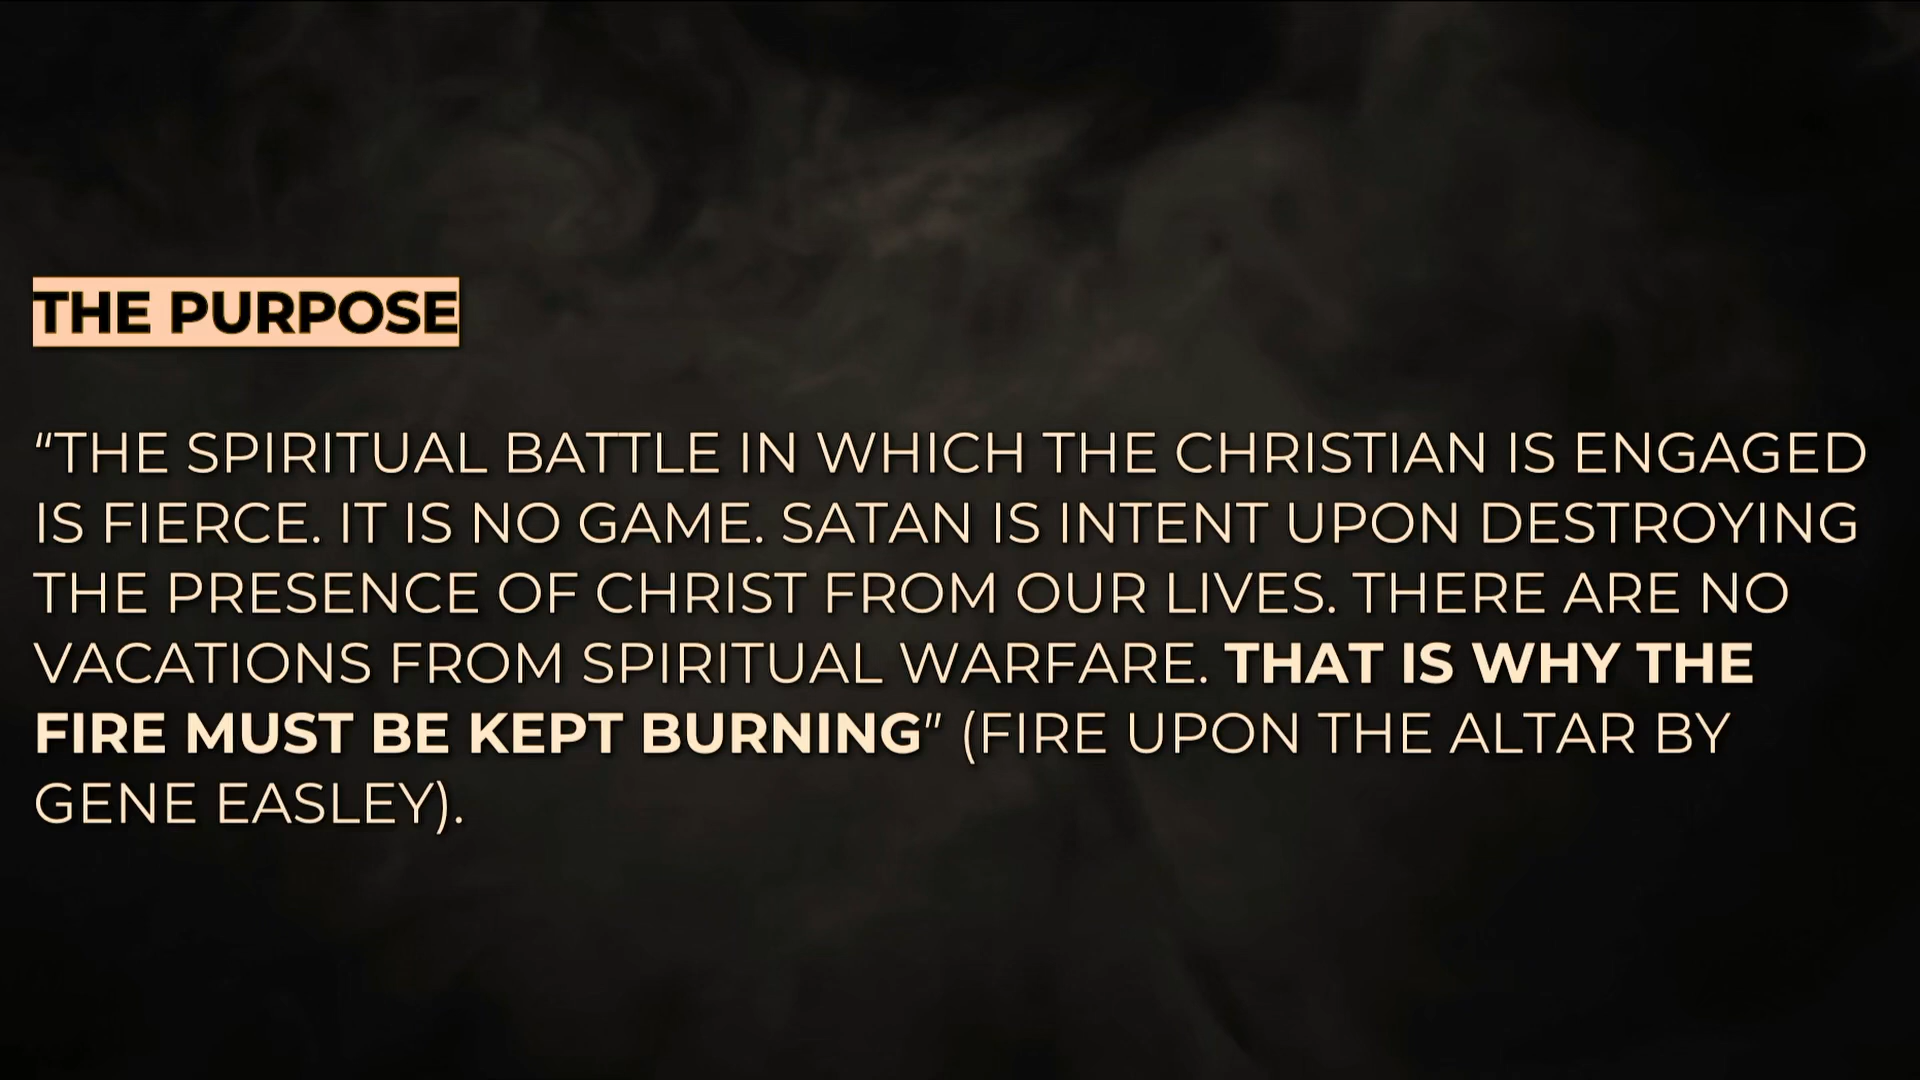 THE PURPOSE
“THE SPIRITUAL BATTLE IN WHICH THE CHRISTIAN IS ENGAGED
IS FIERCE. IT IS NO GAME. SATAN IS INTENT UPON DESTROYING
THE PRESENCE OF CHRIST FROM OUR LIVES. THERE ARE NO
VACATIONS FROM SPIRITUAL WARFARE. THAT IS WHY THE
FIRE MUST BE KEPT BURNING” (FIRE UPON THE ALTAR BY
GENE EASLEY).